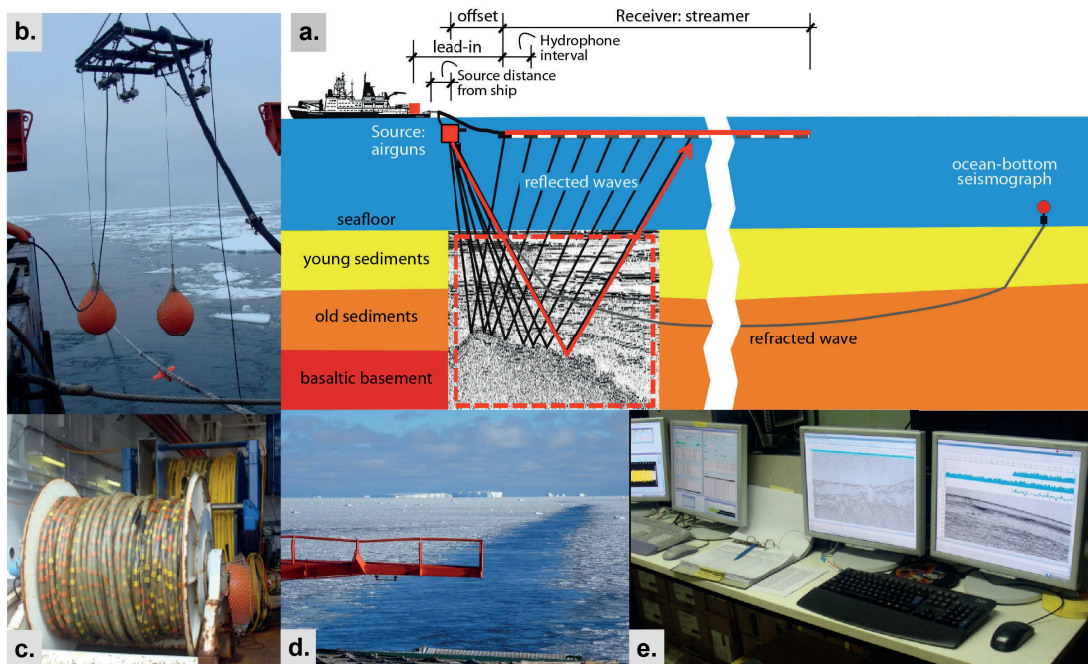 b.
a.
offset
Receiver: streamer
lead-in
Hydrophone
interval
Source distance
from ship
Source:
airguns
reflected waves
ocean-bottom
seismograph
seafloor
young sediments
old sediments
refracted wave
basaltic basement
c.
d.
e.